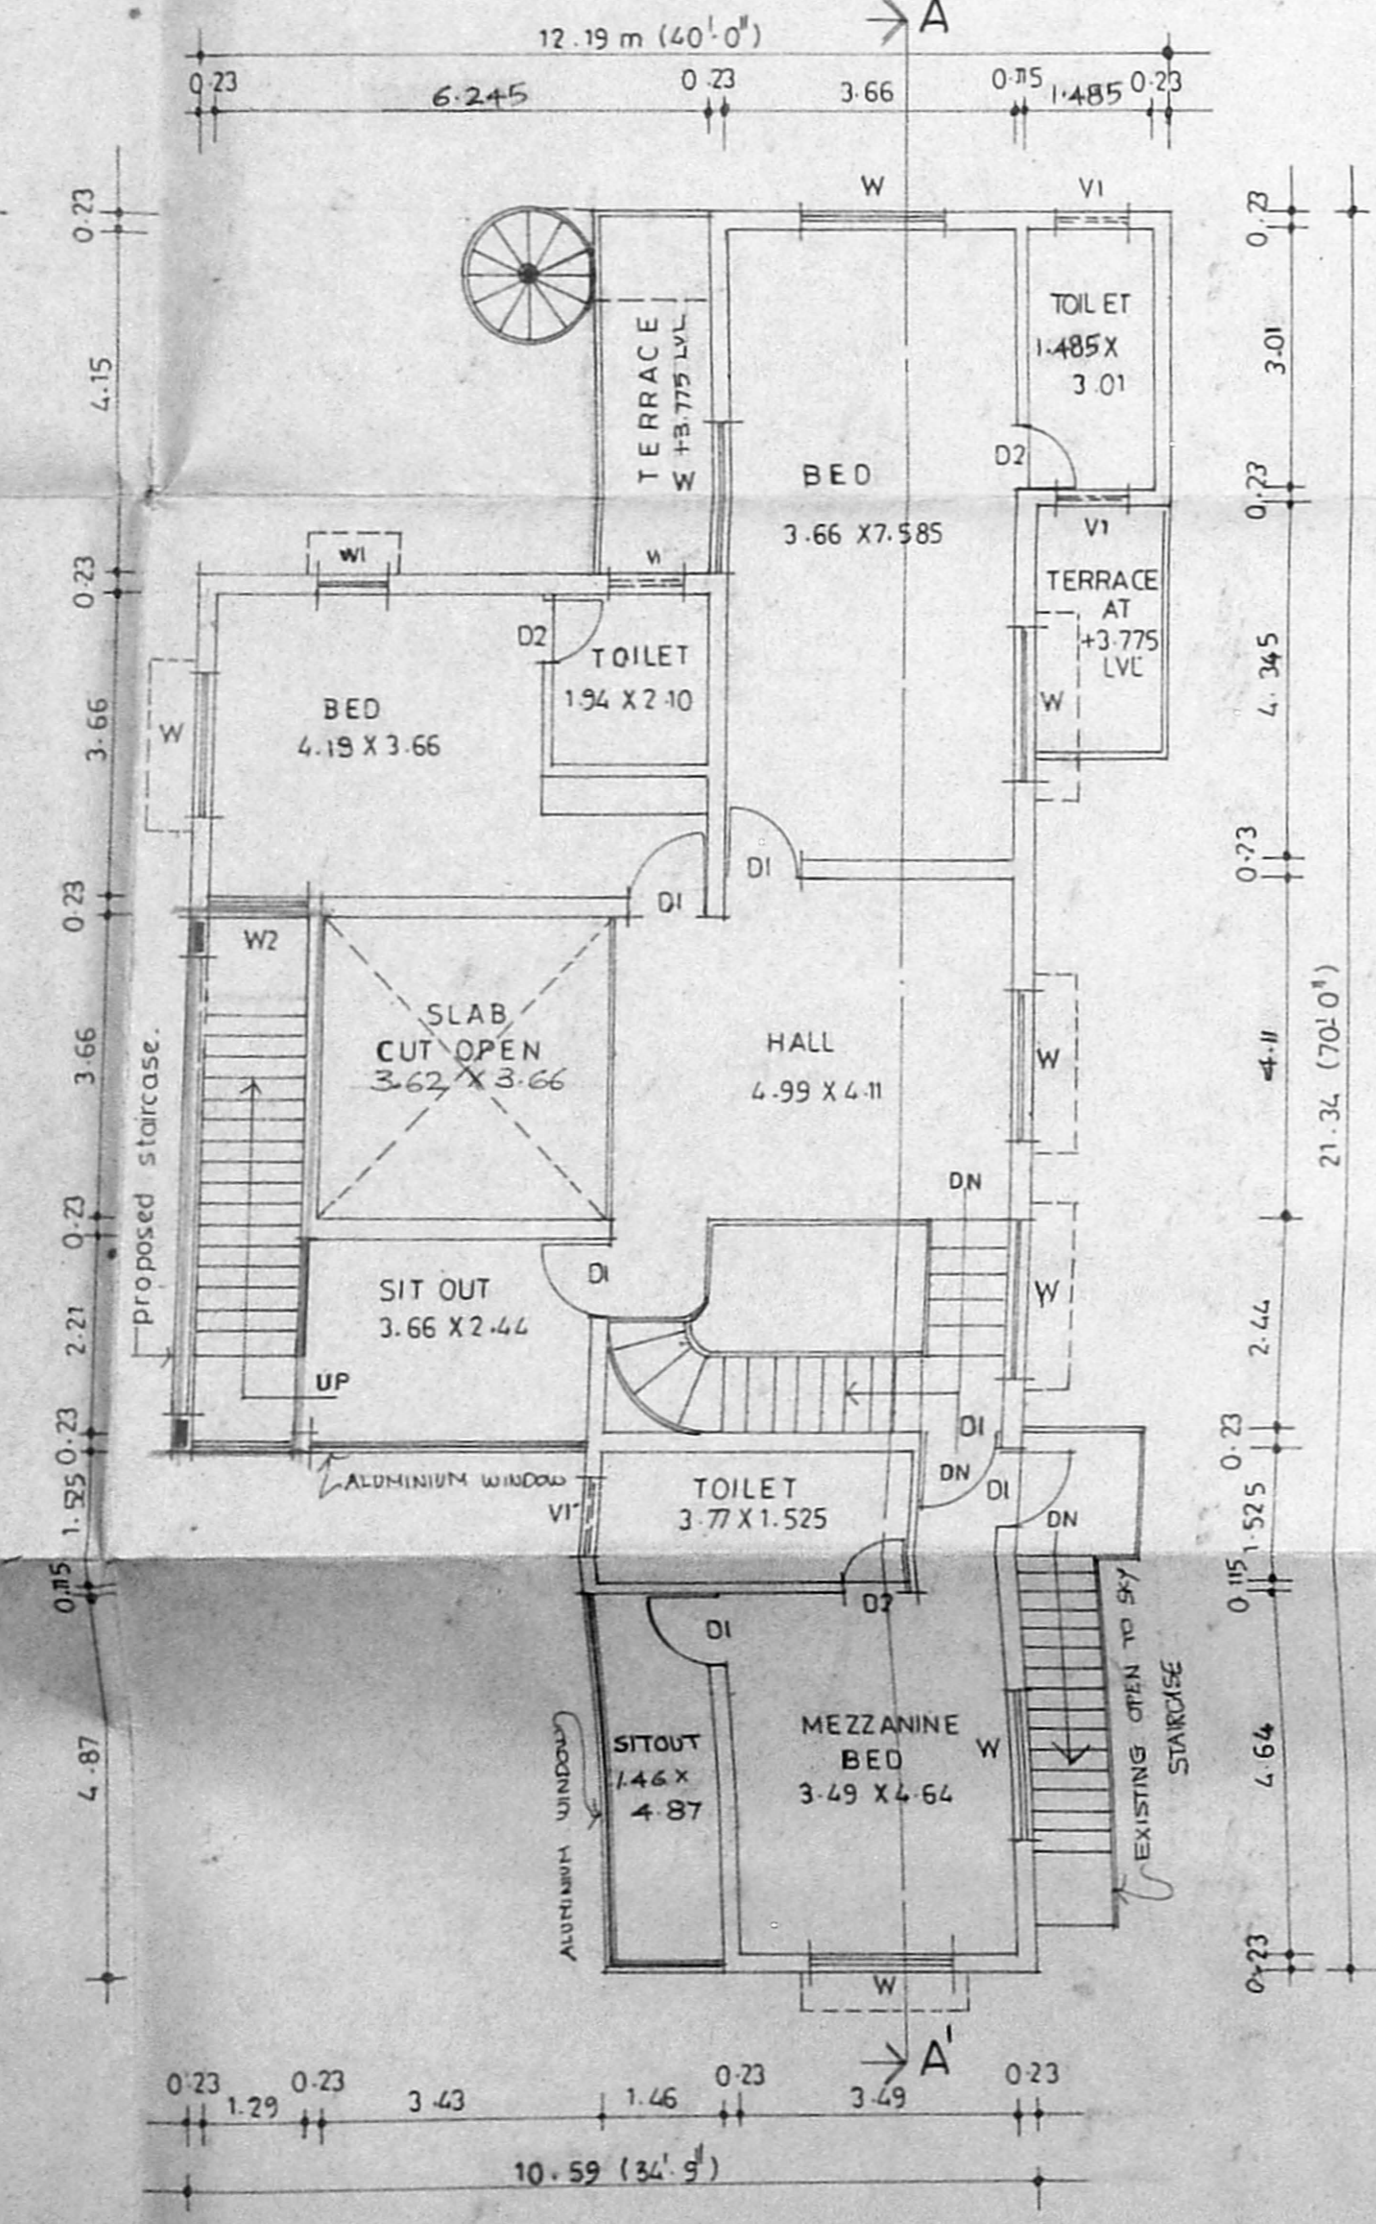 A
12.19 m (40'-0")
0.23
6.245
0.23
3.66
0.115
1.485
0.23
W
V1
0.23
4.15
0.23
3.66
0.23
3.66
0.23
2.21
0.23
1.525
0.115
4.87
TERRACE
+3.775 LVL
W
BED
3.66 X7.585
TOILET
1.485 X
3.01
D2
V1
TERRACE
AT
+3.775
LVL
W
0.23
3.01
0.23
4.345
0.23
4.11
2.44
0.23
1.525
0.115
4.64
0.23
21.34 (70'-0")
W1
V1
D2
TOILET
1.94 X 2.10
BED
4.19 X 3.66
W
D1
D1
W2
SLAB
CUT OPEN
3.62 X 3.66
HALL
4.99 X 4.11
W
DN
proposed staircase.
D1
SIT OUT
3.66 X 2.44
W
UP
D1
ALUMINIUM WINDOW
V1
TOILET
3.77 X 1.525
DN
D1
DN
D2
D1
SITOUT
1.46 X
4.87
ALUMINIUM WINDOW
MEZZANINE
BED
3.49 X 4.64
W
EXISTING OPEN TO SKY
STAIRCASE
W
A'
0.23
1.29
0.23
3.43
1.46
0.23
3.49
0.23
10.59 (34'.9")